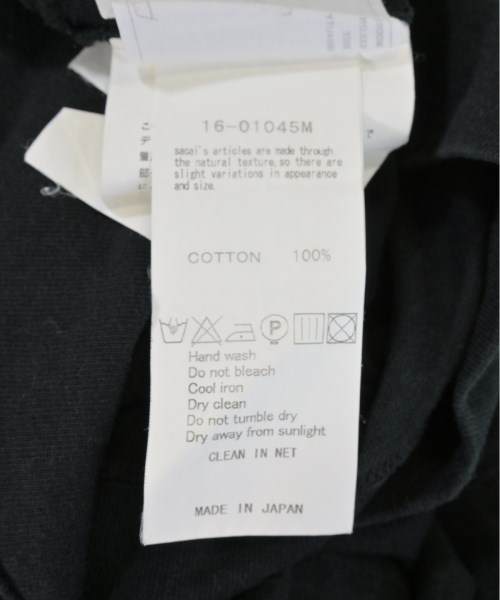 16-01045M
sacai's articles are made through
the natural texture, so there are
slight variations in appearance
and size.
COTTON 100%
P
Hand wash
Do not bleach
Cool iron
Dry clean
Do not tumble dry
Dry away from sunlight
CLEAN IN NET
MADE IN JAPAN